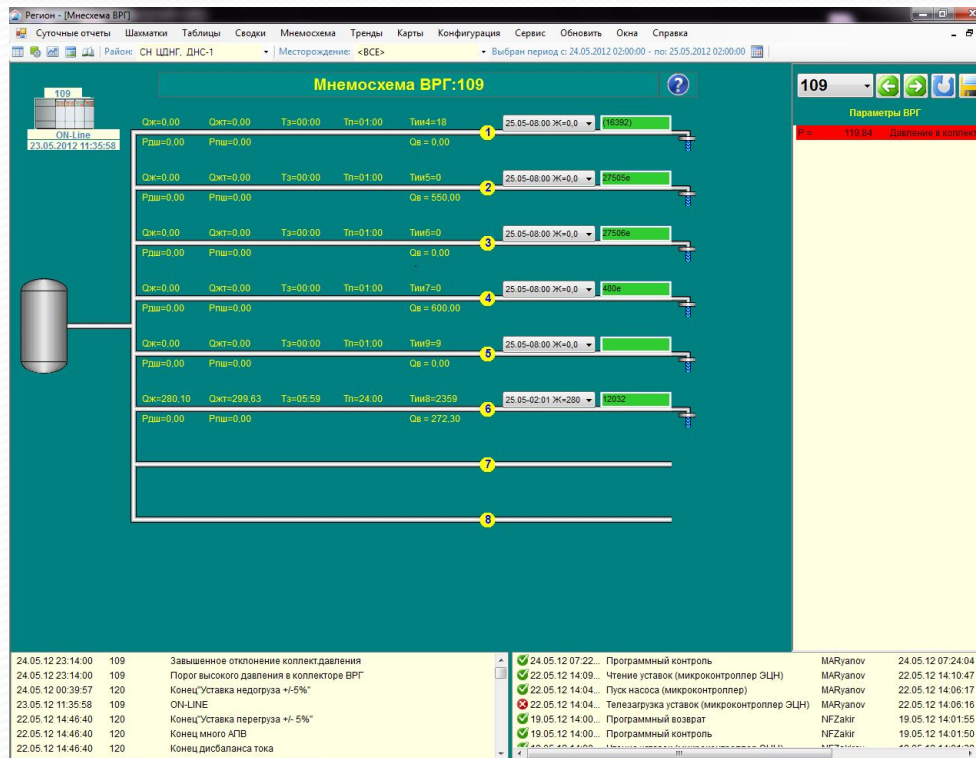 Регион - [Мнесхема ВРГ]
Суточные отчеты Шахматки Таблицы Сводки Мнемосхема Тренды Карты Конфигурация Сервис Обновить Окна Справка
Район: СН ЦДНГ, ДНС-1 Месторождение: <ВСЕ> Выбран период с: 24.05.2012 02:00:00 - по: 25.05.2012 02:00:00
Мнемосхема ВРГ:109 ?
109
109
ON-Line
23.05.2012 11:35:58
Параметры ВРГ
P = 119.84 Давление в коллект
Qж=0,00 Qжт=0,00 Тз=00:00 Тп=01:00 Тии4=18 25.05-08:00 Ж=0,0 (16392)
1
Рдш=0,00 Рпш=0,00 Qв = 0,00
Qж=0,00 Qжт=0,00 Тз=00:00 Тп=01:00 Тии5=0 25.05-08:00 Ж=0,0 27505е
2
Рдш=0,00 Рпш=0,00 Qв = 550,00
Qж=0,00 Qжт=0,00 Тз=00:00 Тп=01:00 Тии6=0 25.05-08:00 Ж=0,0 27506е
3
Рдш=0,00 Рпш=0,00 Qв = 0,00
Qж=0,00 Qжт=0,00 Тз=00:00 Тп=01:00 Тии7=0 25.05-08:00 Ж=0,0 480е
4
Рдш=0,00 Рпш=0,00 Qв = 600,00
Qж=0,00 Qжт=0,00 Тз=00:00 Тп=01:00 Тии9=9 25.05-08:00 Ж=0,0
5
Рдш=0,00 Рпш=0,00 Qв = 0,00
Qж=280,10 Qжт=299,63 Тз=05:59 Тп=24:00 Тии8=2359 25.05-02:01 Ж=280 12032
6
Рдш=0,00 Рпш=0,00 Qв = 272,30
7
8
24.05.12 23:14:00 109 Завышенное отклонение коллект.давления
24.05.12 23:14:00 109 Порог высокого давления в коллекторе ВРГ
24.05.12 00:39:57 120 Конец"Уставка недогруза +/-5%"
23.05.12 11:35:58 109 ON-LINE
22.05.12 14:46:40 120 Конец"Уставка перегруза +/- 5%"
22.05.12 14:46:40 120 Конец много АПВ
22.05.12 14:46:40 120 Конец дисбаланса тока
24.05.12 07:22... Программный контроль MARyanov 24.05.12 07:24:04
22.05.12 14:09... Чтение уставок (микроконтроллер ЭЦН) MARyanov 22.05.12 14:10:47
22.05.12 14:04... Пуск насоса (микроконтроллер) MARyanov 22.05.12 14:06:17
22.05.12 14:04... Телезагрузка уставок (микроконтроллер ЭЦН) MARyanov 22.05.12 14:06:16
19.05.12 14:00... Программный возврат NFZakir 19.05.12 14:01:55
19.05.12 14:00... Программный контроль NFZakir 19.05.12 14:01:50